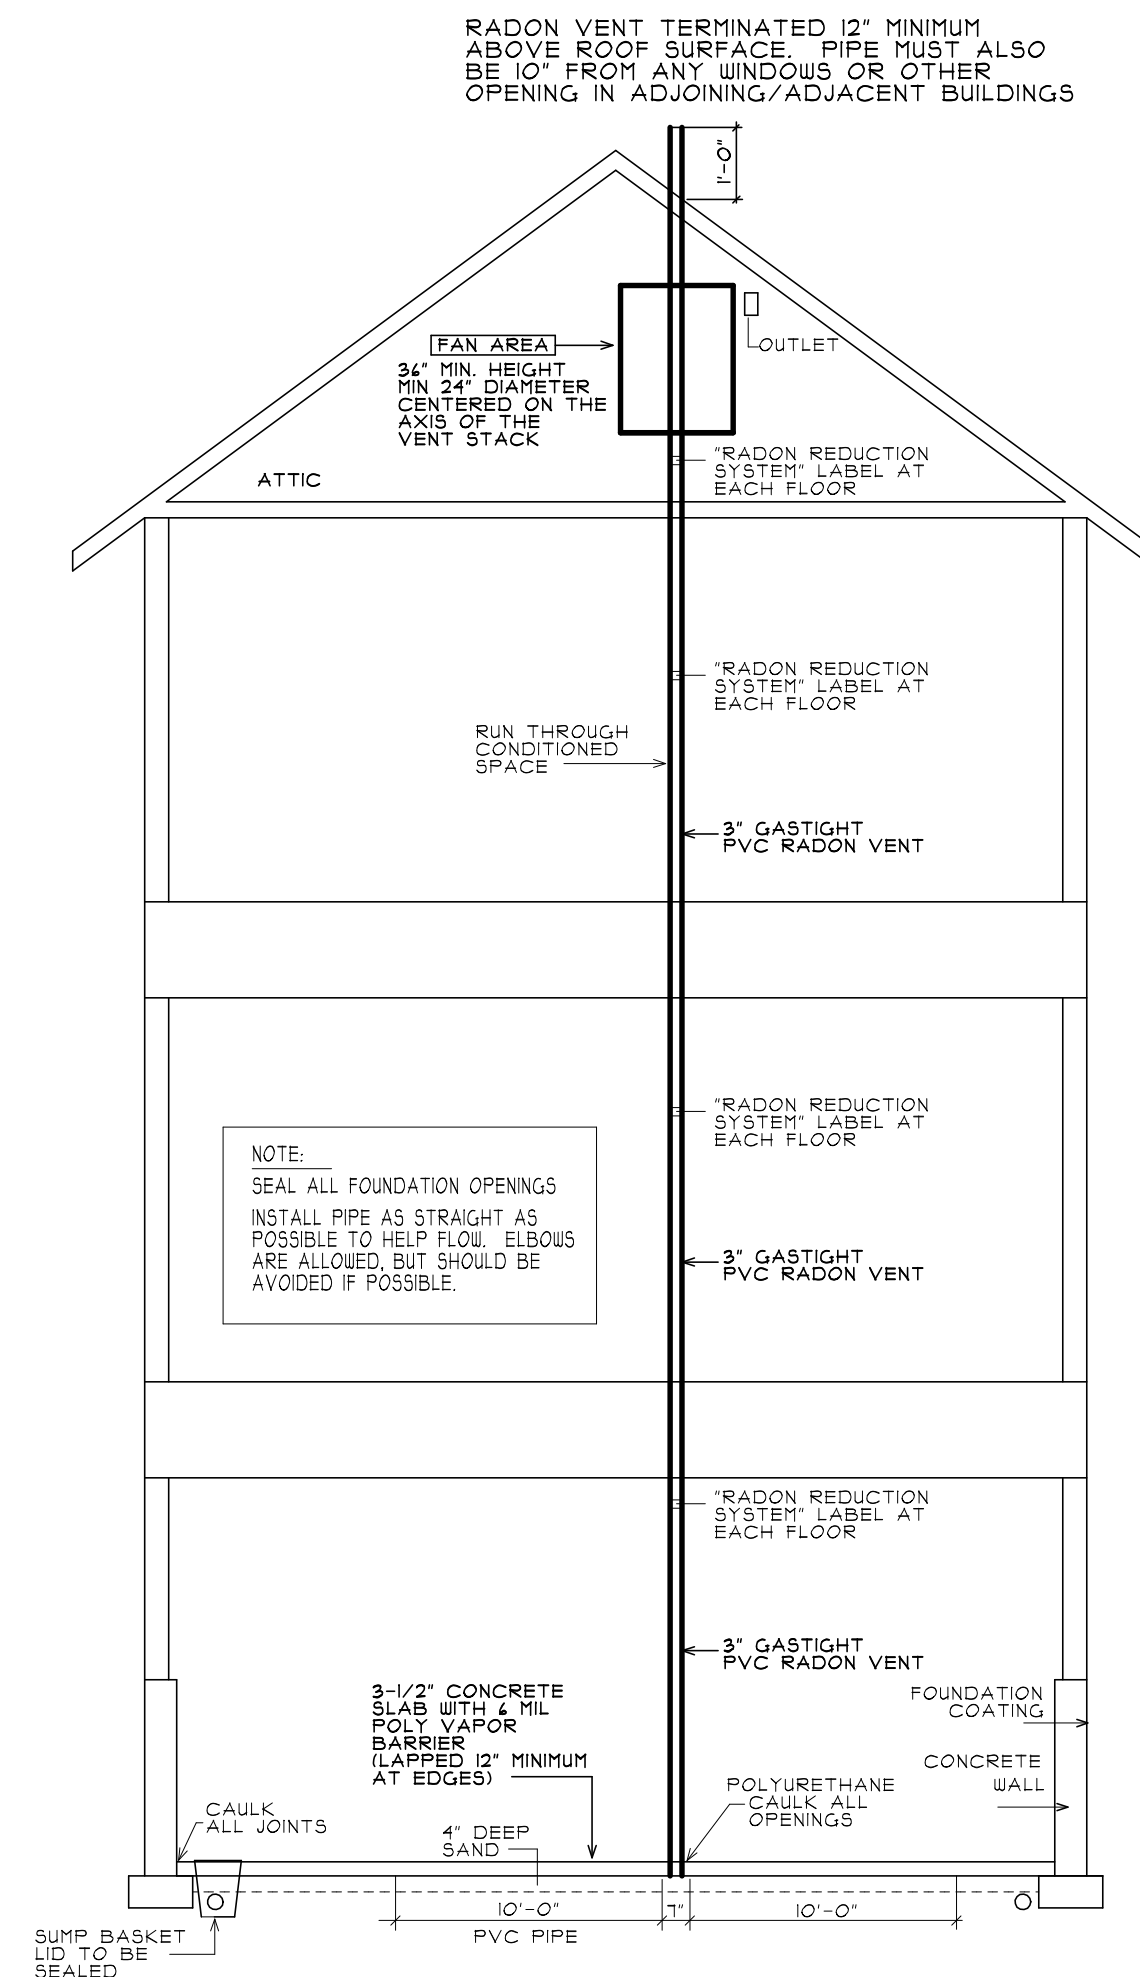 RADON VENT TERMINATED 12" MINIMUM
ABOVE ROOF SURFACE. PIPE MUST ALSO
BE 10" FROM ANY WINDOWS OR OTHER
OPENING IN ADJOINING/ADJACENT BUILDINGS
1'-0"
OUTLET
FAN AREA
36" MIN. HEIGHT
MIN 24" DIAMETER
CENTERED ON THE
AXIS OF THE
VENT STACK
"RADON REDUCTION
SYSTEM" LABEL AT
EACH FLOOR
ATTIC
"RADON REDUCTION
SYSTEM" LABEL AT
EACH FLOOR
RUN THROUGH
CONDITIONED
SPACE
3" GASTIGHT
PVC RADON VENT
"RADON REDUCTION
SYSTEM" LABEL AT
EACH FLOOR
NOTE:
SEAL ALL FOUNDATION OPENINGS
INSTALL PIPE AS STRAIGHT AS
POSSIBLE TO HELP FLOW. ELBOWS
ARE ALLOWED, BUT SHOULD BE
AVOIDED IF POSSIBLE.
3" GASTIGHT
PVC RADON VENT
"RADON REDUCTION
SYSTEM" LABEL AT
EACH FLOOR
3" GASTIGHT
PVC RADON VENT
3-1/2" CONCRETE
SLAB WITH 6 MIL
POLY VAPOR
BARRIER
(LAPPED 12" MINIMUM
AT EDGES)
FOUNDATION
COATING
CONCRETE
WALL
POLYURETHANE
CAULK ALL
OPENINGS
CAULK
ALL JOINTS
4" DEEP
SAND
10'-0"
7"
10'-0"
PVC PIPE
SUMP BASKET
LID TO BE
SEALED